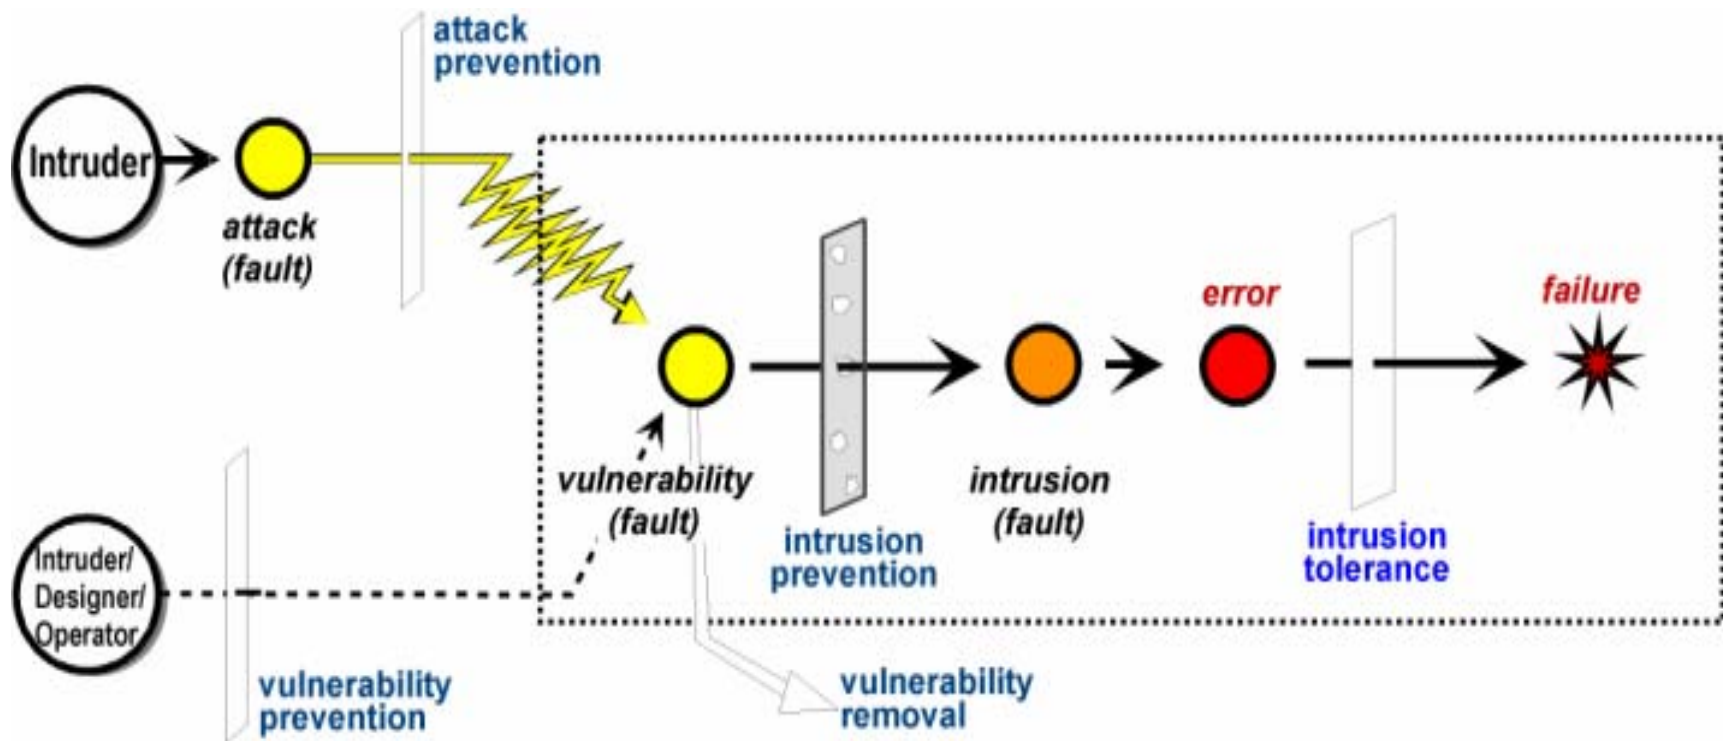 attack
prevention
Intruder
attack
(fault)
error
failure
vulnerability
(fault)
intrusion
(fault)
intrusion
prevention
intrusion
tolerance
Intruder/
Designer/
Operator
vulnerability
prevention
vulnerability
removal